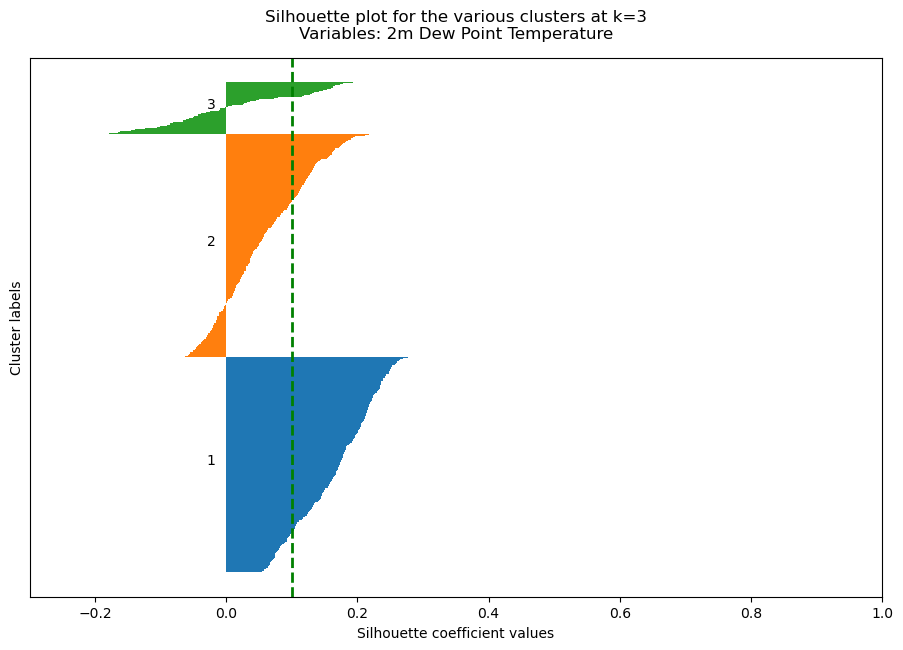 Silhouette plot for the various clusters at k=3
Variables: 2m Dew Point Temperature
3
2
1
Cluster labels
−0.2 0.0 0.2 0.4 0.6 0.8 1.0
Silhouette coefficient values